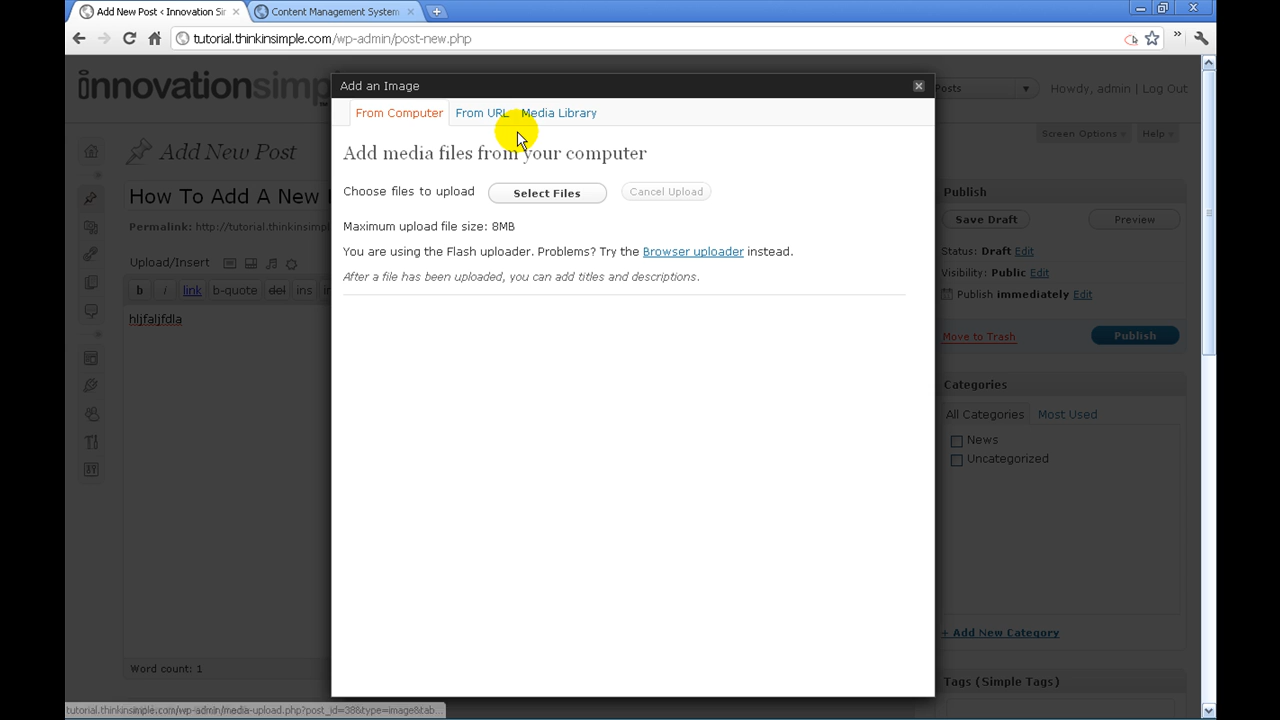 Add New Post ‹ Innovation Si
Content Management System
tutorial.thinkinsimple.com/wp-admin/post-new.php
»
innovationsimp
Posts
Howdy, admin | Log Out
Add an Image
From Computer
From URL
Media Library
Screen Options
Help
Add New Post
Add media files from your computer
Choose files to upload
Select Files
Cancel Upload
Maximum upload file size: 8MB
You are using the Flash uploader. Problems? Try the Browser uploader instead.
After a file has been uploaded, you can add titles and descriptions.
How To Add A New
Permalink: http://tutorial.thinkinsimpl
Upload/Insert
b
i
link
b-quote
del
ins
hljfaljfdla
Word count: 1
Publish
Save Draft
Preview
Status: Draft Edit
Visibility: Public Edit
Publish immediately Edit
Move to Trash
Publish
Categories
All Categories
Most Used
News
Uncategorized
+ Add New Category
Tags (Simple Tags)
tutorial.thinkinsimple.com/wp-admin/media-upload.php?post_id=38&type=image&tab...